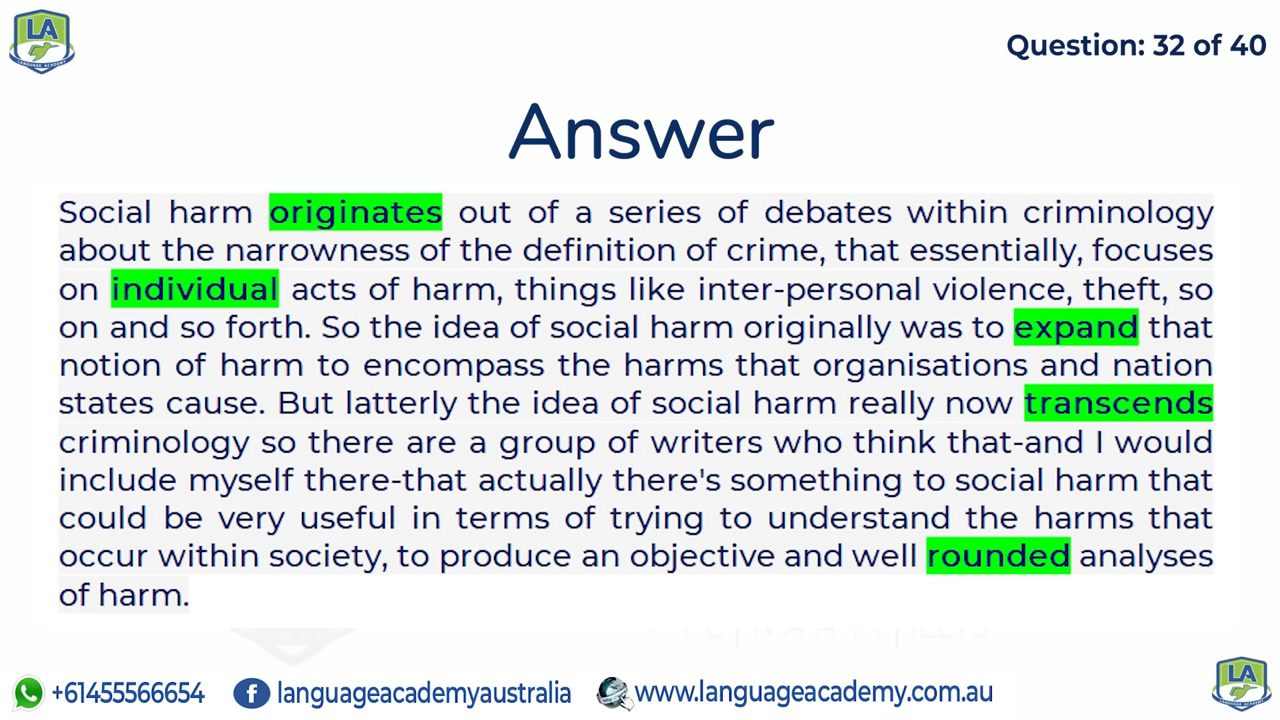 LA
LANGUAGE ACADEMY
Question: 32 of 40
Answer
Social harm originates out of a series of debates within criminology
about the narrowness of the definition of crime, that essentially, focuses
on individual acts of harm, things like inter-personal violence, theft, so
on and so forth. So the idea of social harm originally was to expand that
notion of harm to encompass the harms that organisations and nation
states cause. But latterly the idea of social harm really now transcends
criminology so there are a group of writers who think that-and I would
include myself there-that actually there's something to social harm that
could be very useful in terms of trying to understand the harms that
occur within society, to produce an objective and well rounded analyses
of harm.
+61455566654
languageacademyaustralia
www.languageacademy.com.au
LA